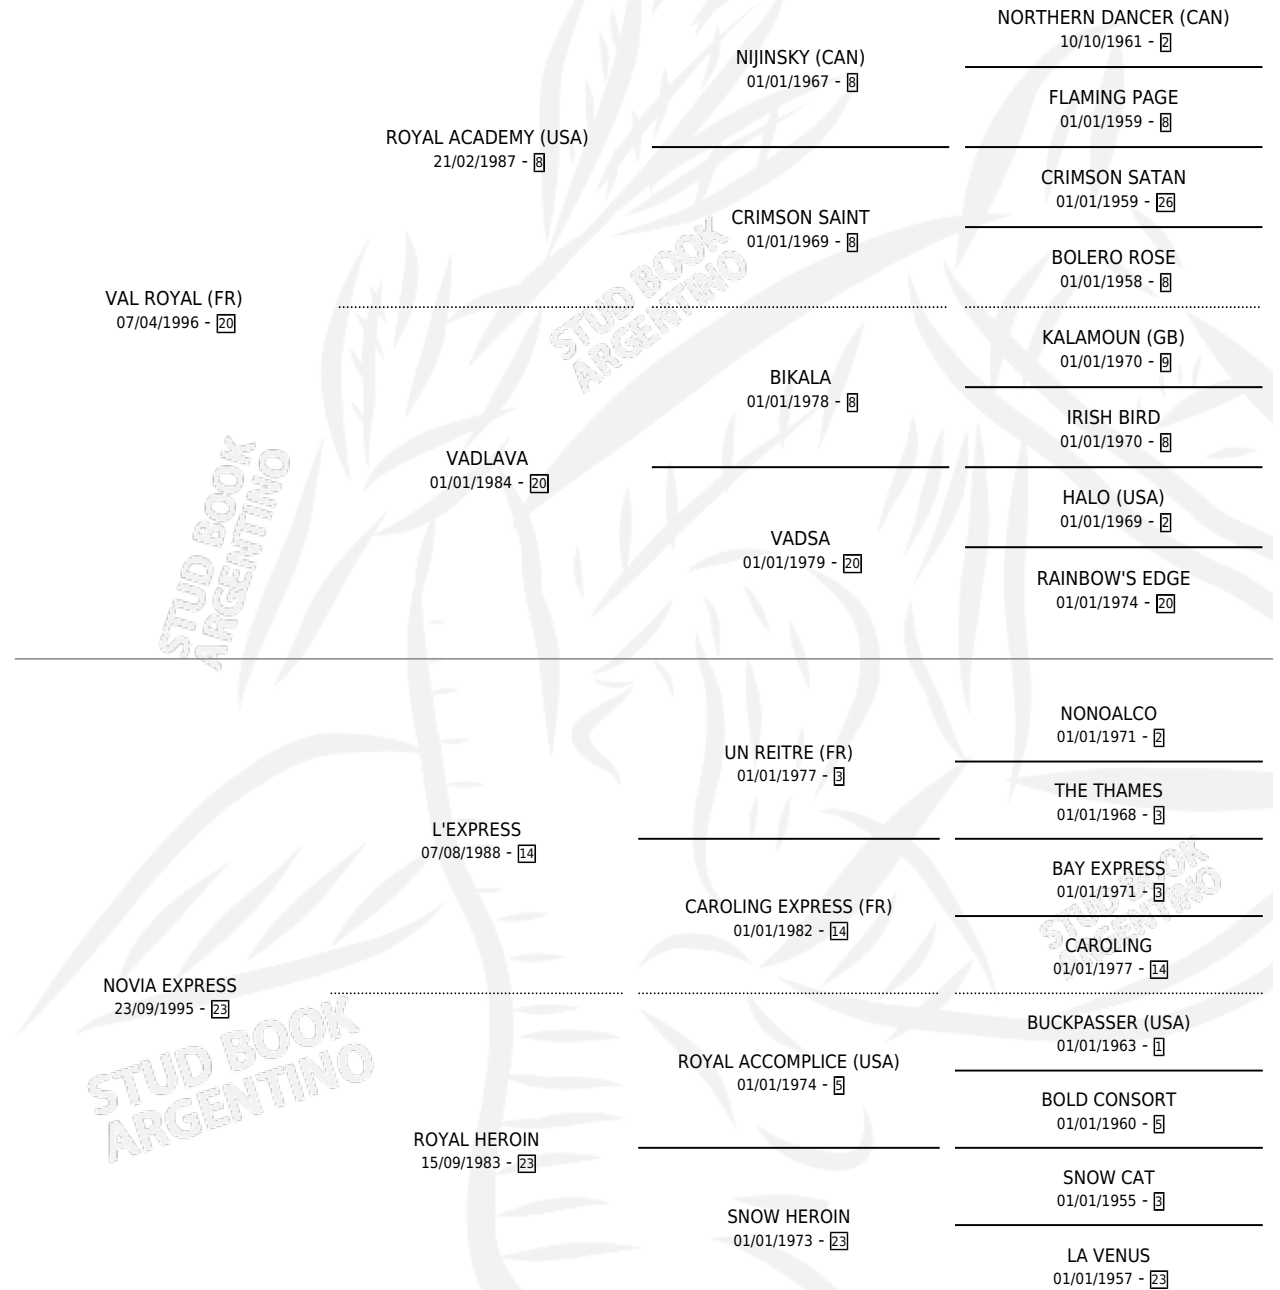 NORTHERN DANCER (CAN)
10/10/1961 - 2
NIJINSKY (CAN)
01/01/1967 - 8
FLAMING PAGE
01/01/1959 - 8
ROYAL ACADEMY (USA)
21/02/1987 - 8
CRIMSON SATAN
01/01/1959 - 26
CRIMSON SAINT
01/01/1969 - 8
BOLERO ROSE
01/01/1958 - 8
VAL ROYAL (FR)
07/04/1996 - 20
KALAMOUN (GB)
01/01/1970 - 9
BIKALA
01/01/1978 - 8
IRISH BIRD
01/01/1970 - 8
VADLAVA
01/01/1984 - 20
HALO (USA)
01/01/1969 - 2
VADSA
01/01/1979 - 20
RAINBOW'S EDGE
01/01/1974 - 20
NONOALCO
01/01/1971 - 2
UN REITRE (FR)
01/01/1977 - 3
THE THAMES
01/01/1968 - 3
L'EXPRESS
07/08/1988 - 14
BAY EXPRESS
01/01/1971 - 3
CAROLING EXPRESS (FR)
01/01/1982 - 14
CAROLING
01/01/1977 - 14
NOVIA EXPRESS
23/09/1995 - 23
BUCKPASSER (USA)
01/01/1963 - 1
ROYAL ACCOMPLICE (USA)
01/01/1974 - 5
BOLD CONSORT
01/01/1960 - 5
ROYAL HEROIN
15/09/1983 - 23
SNOW CAT
01/01/1955 - 3
SNOW HEROIN
01/01/1973 - 23
LA VENUS
01/01/1957 - 23
STUD BOOK
ARGENTINO
STUD BOOK
ARGENTINO
STUD BOOK
ARGENTINO
STUD BOOK
ARGENTINO